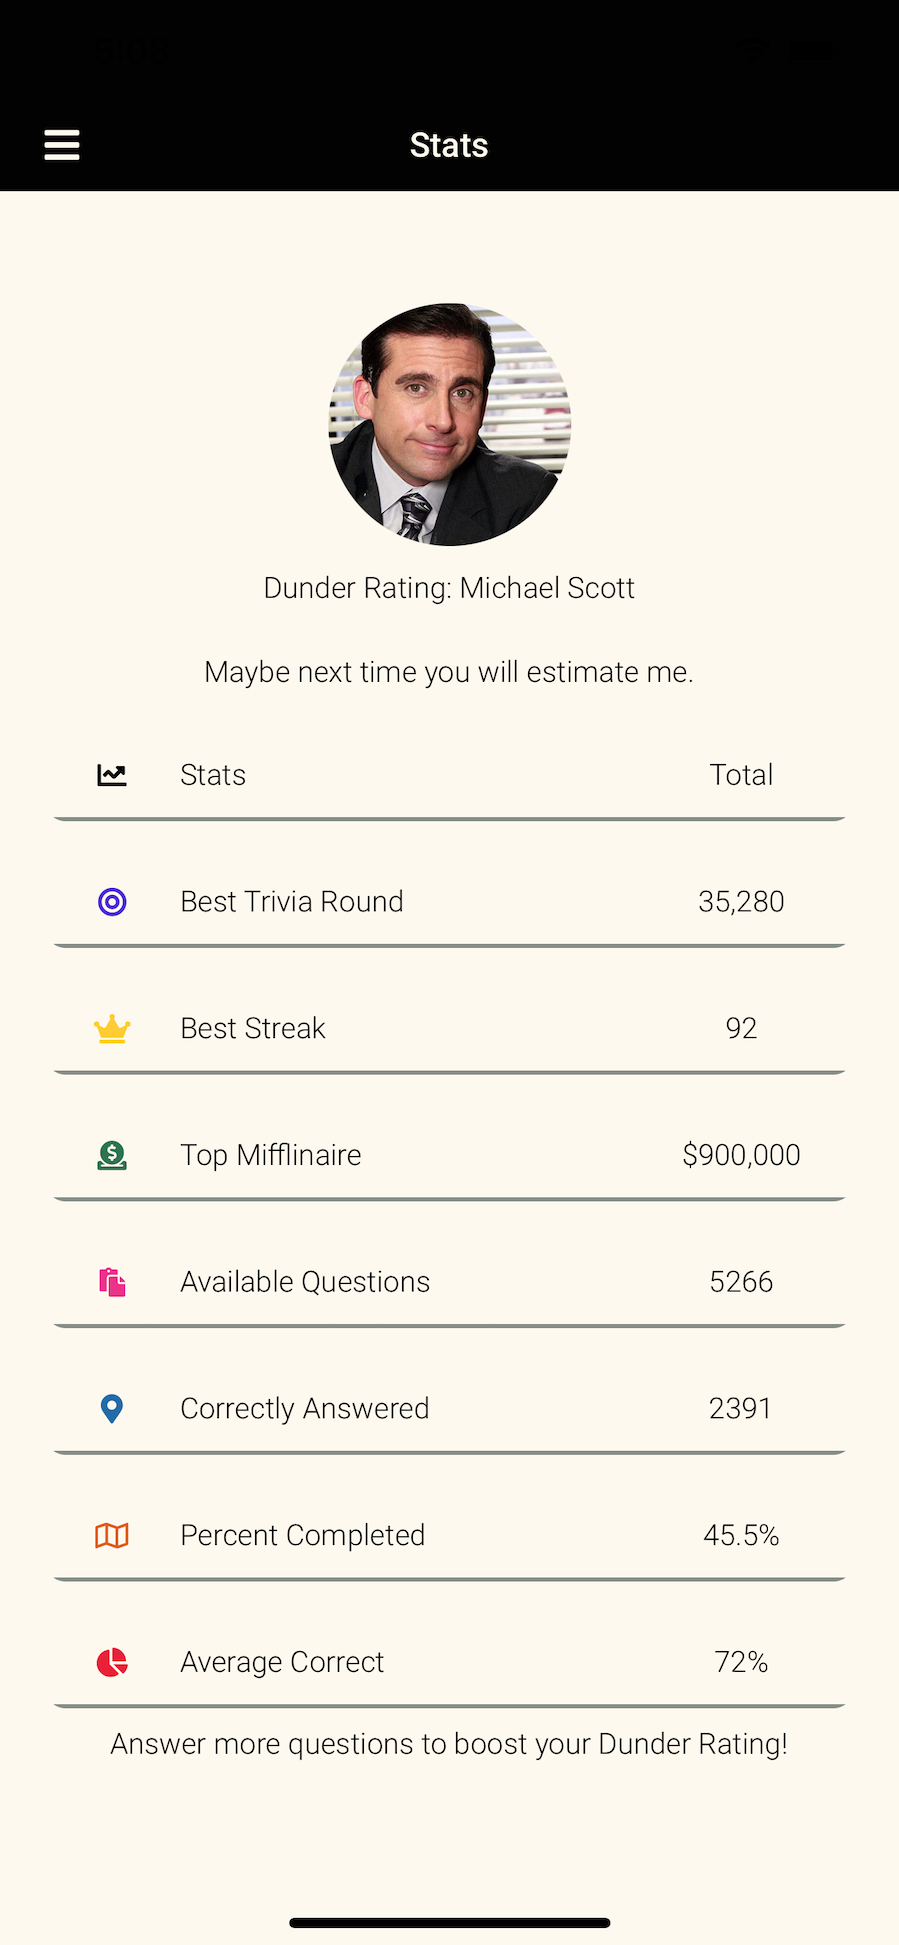 Stats
Dunder Rating: Michael Scott
Maybe next time you will estimate me.
Stats Total
Best Trivia Round 35,280
Best Streak 92
Top Mifflinaire $900,000
Available Questions 5266
Correctly Answered 2391
Percent Completed 45.5%
Average Correct 72%
Answer more questions to boost your Dunder Rating!